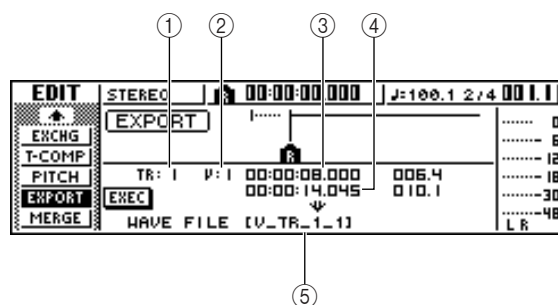 ① ② ③ ④
EDIT STEREO 00:00:00.000 ♩=100.1 2/4 001.1
EXCHG EXPORT
T-COMP R
PITCH TR: 1 V:1 00:00:08.000 006.4
EXPORT EXEC 00:00:14.045 010.1
MERGE WAVE FILE [V_TR_1_1]
0
6
12
18
30
48
L R
⑤